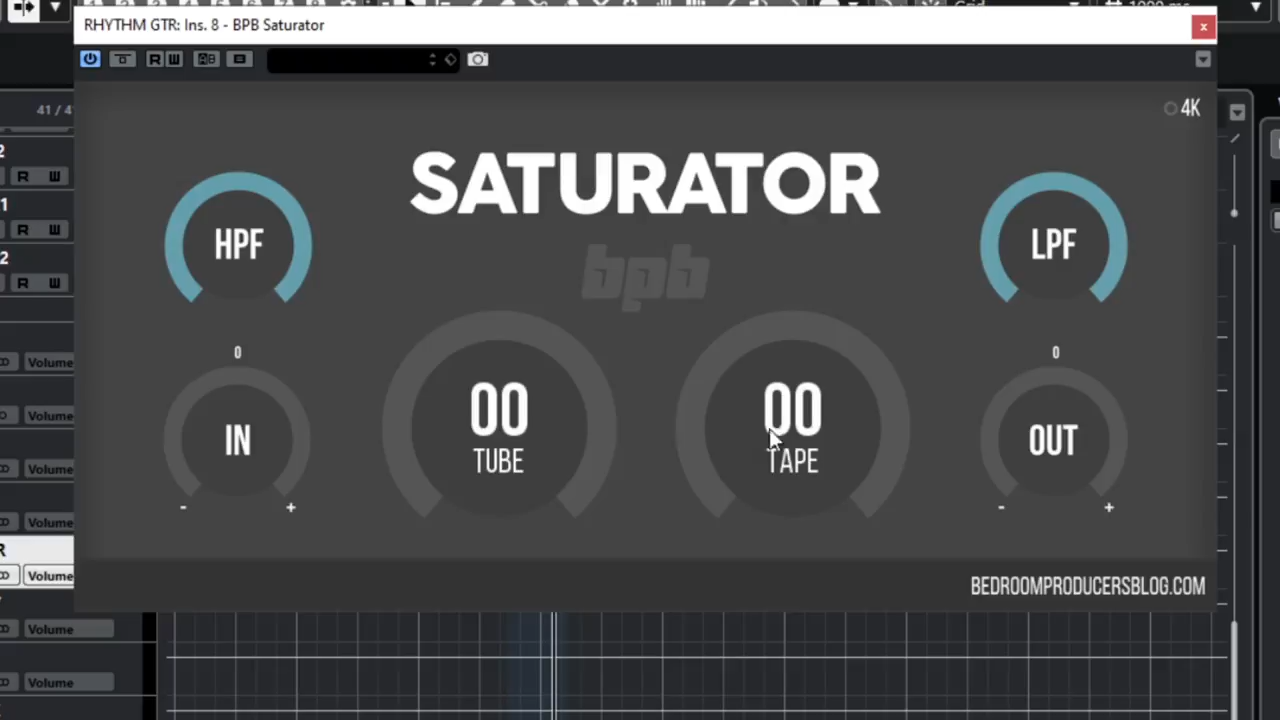 RHYTHM GTR: Ins. 8 - BPB Saturator
x
R W
4K
41 / 4
SATURATOR
bpb
HPF
LPF
2
R W
1
R W
2
R W
0
0
IN
00
TUBE
00
TAPE
OUT
- +
- +
Volume
Volume
Volume
Volume
R
Volume
BEDROOMPRODUCERSBLOG.COM
Volume
Volume